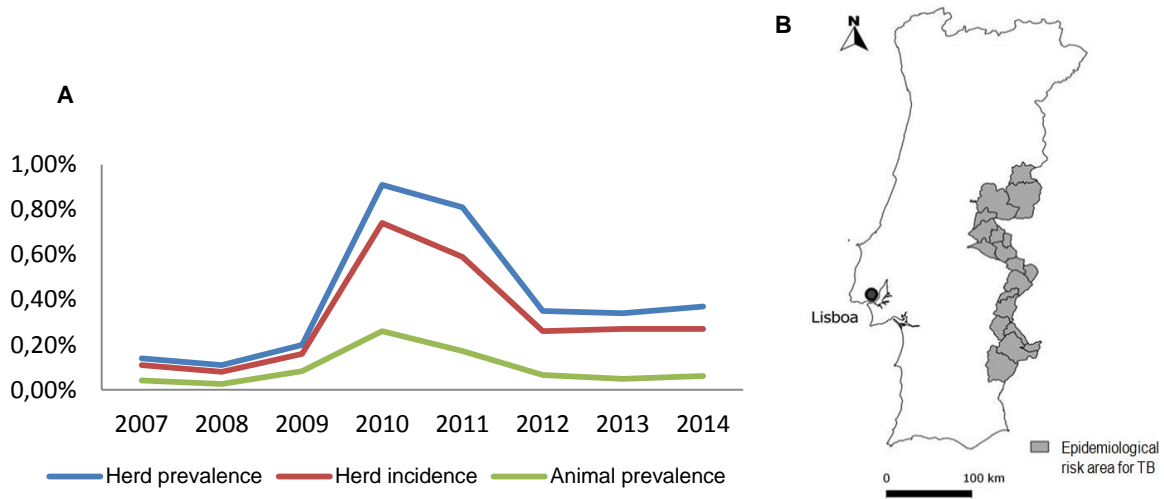 A
1,00%
0,80%
0,60%
0,40%
0,20%
0,00%
2007 2008 2009 2010 2011 2012 2013 2014
Herd prevalence Herd incidence Animal prevalence
B
N
Lisboa
Epidemiological
risk area for TB
0 100 km